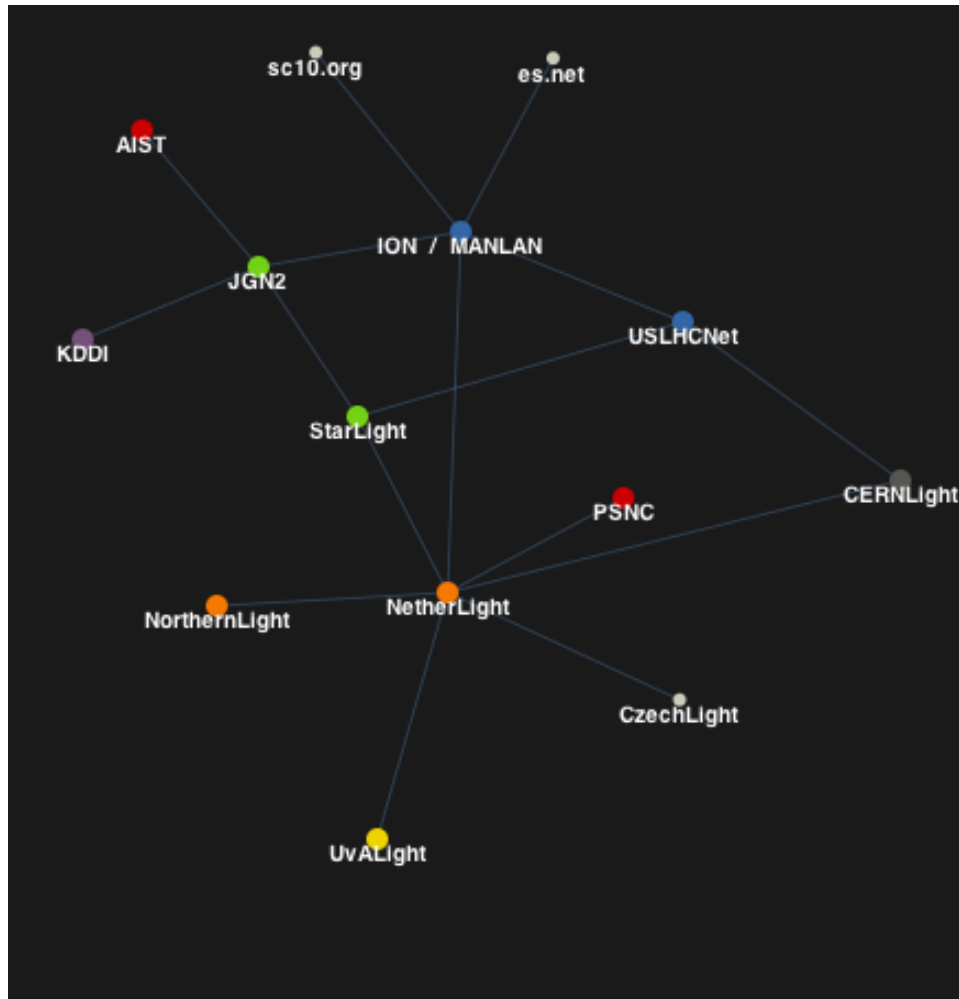 sc10.org
es.net
AIST
ION / MANLAN
JGN2
USLHCNet
KDDI
StarLight
CERNLight
PSNC
NetherLight
NorthernLight
CzechLight
UvALight